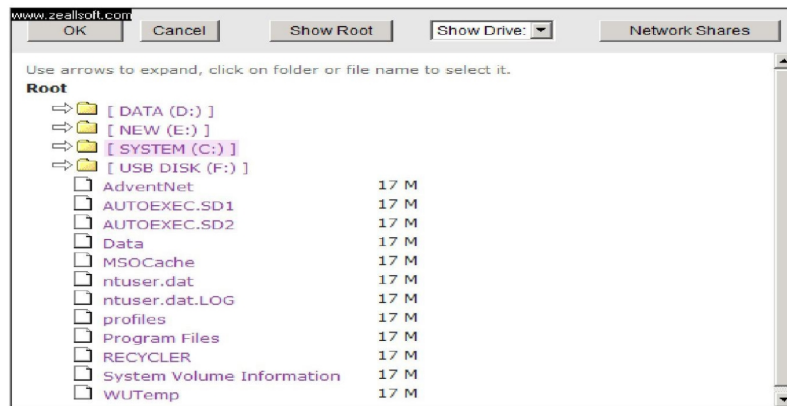 www.zeallsoft.com
OK Cancel Show Root Show Drive: Network Shares
Use arrows to expand, click on folder or file name to select it.
Root
[ DATA (D:) ]
[ NEW (E:) ]
[ SYSTEM (C:) ]
[ USB DISK (F:) ]
AdventNet 17 M
AUTOEXEC.SD1 17 M
AUTOEXEC.SD2 17 M
Data 17 M
MSOCache 17 M
ntuser.dat 17 M
ntuser.dat.LOG 17 M
profiles 17 M
Program Files 17 M
RECYCLER 17 M
System Volume Information 17 M
WUTemp 17 M